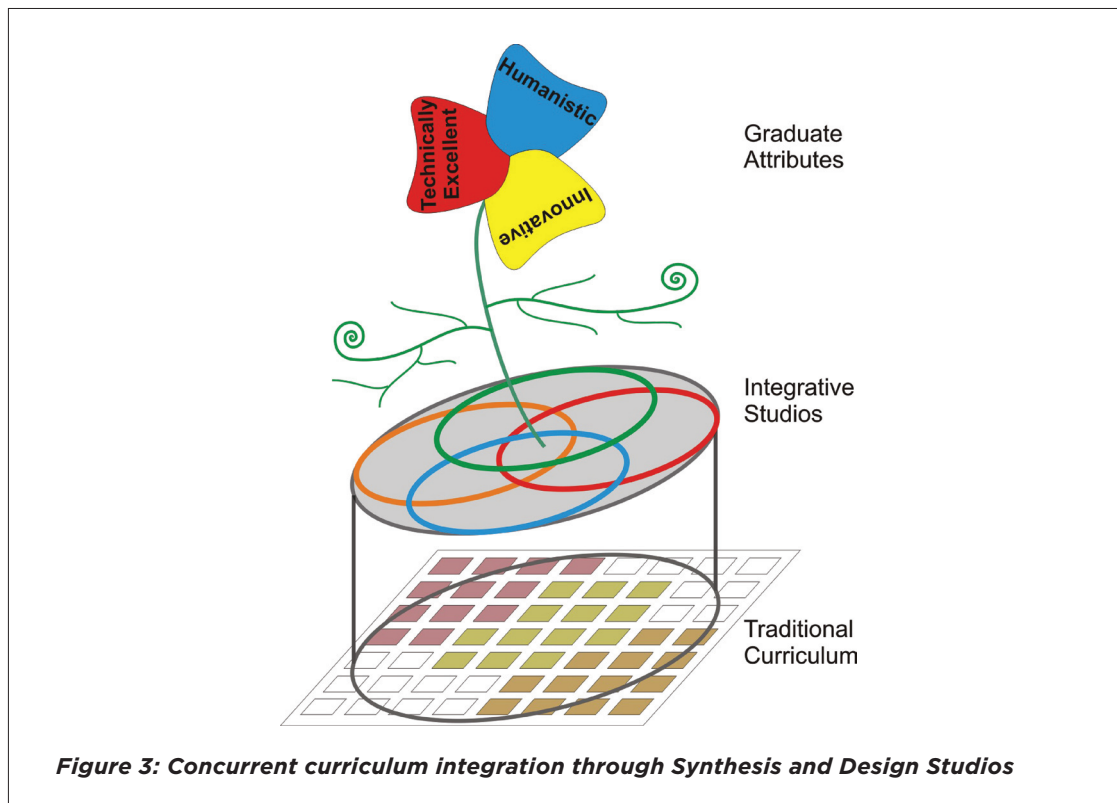 Humanistic
Technically
Excellent
Innovative
Graduate
Attributes
Integrative
Studios
Traditional
Curriculum
Figure 3: Concurrent curriculum integration through Synthesis and Design Studios